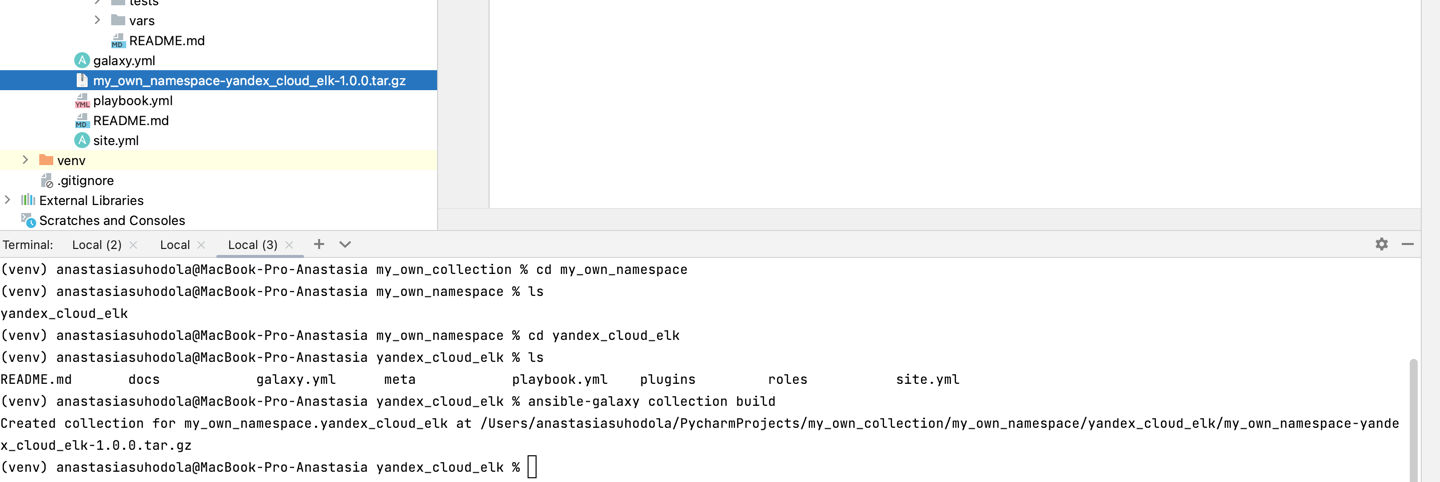 tests
vars
README.md
galaxy.yml
my_own_namespace-yandex_cloud_elk-1.0.0.tar.gz
playbook.yml
README.md
site.yml
venv
.gitignore
External Libraries
Scratches and Consoles
Terminal: Local (2) Local Local (3)
(venv) anastasiasuhodola@MacBook-Pro-Anastasia my_own_collection % cd my_own_namespace
(venv) anastasiasuhodola@MacBook-Pro-Anastasia my_own_namespace % ls
yandex_cloud_elk
(venv) anastasiasuhodola@MacBook-Pro-Anastasia my_own_namespace % cd yandex_cloud_elk
(venv) anastasiasuhodola@MacBook-Pro-Anastasia yandex_cloud_elk % ls
README.md docs galaxy.yml meta playbook.yml plugins roles site.yml
(venv) anastasiasuhodola@MacBook-Pro-Anastasia yandex_cloud_elk % ansible-galaxy collection build
Created collection for my_own_namespace.yandex_cloud_elk at /Users/anastasiasuhodola/PycharmProjects/my_own_collection/my_own_namespace/yandex_cloud_elk/my_own_namespace-yande
x_cloud_elk-1.0.0.tar.gz
(venv) anastasiasuhodola@MacBook-Pro-Anastasia yandex_cloud_elk %